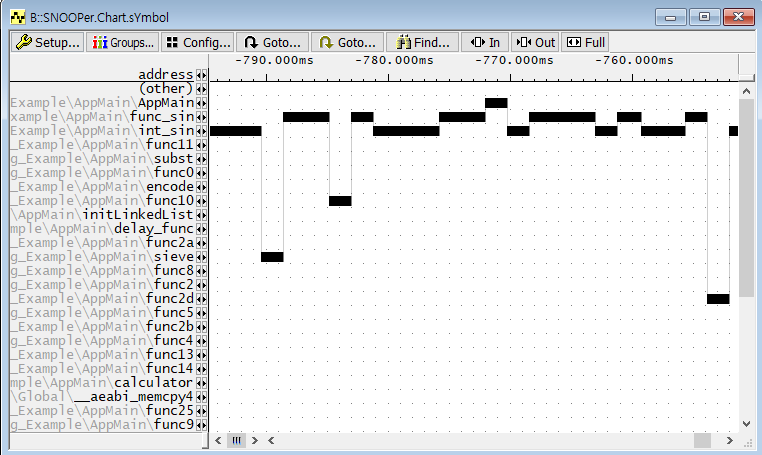 B::SNOOPer.Chart.sYmbol
Setup... Groups... Config... Goto... Goto... Find... In Out Full
-790.000ms -780.000ms -770.000ms -760.000ms
address
(other)
Example\AppMain\AppMain
xample\AppMain\func_sin
Example\AppMain\int_sin
_Example\AppMain\func11
g_Example\AppMain\subst
g_Example\AppMain\func0
_Example\AppMain\encode
_Example\AppMain\func10
\AppMain\initLinkedList
mple\AppMain\delay_func
_Example\AppMain\func2a
g_Example\AppMain\sieve
g_Example\AppMain\func8
g_Example\AppMain\func2
_Example\AppMain\func2d
g_Example\AppMain\func5
_Example\AppMain\func2b
g_Example\AppMain\func4
_Example\AppMain\func13
_Example\AppMain\func14
mple\AppMain\calculator
\Global\__aeabi_memcpy4
_Example\AppMain\func25
g_Example\AppMain\func9